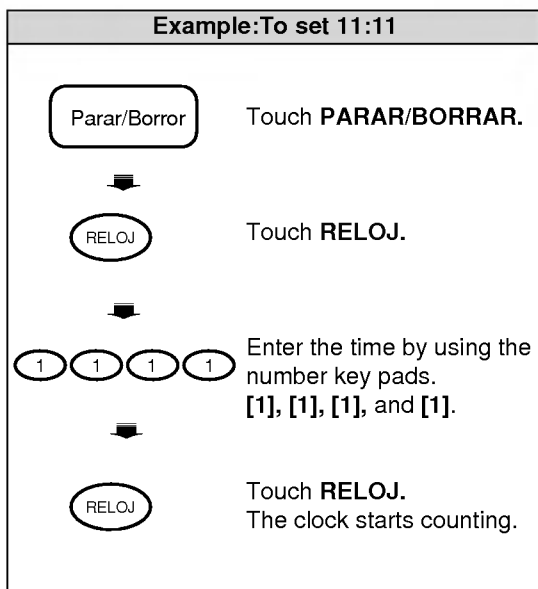 Example:To set 11:11
Parar/Borror
Touch PARAR/BORRAR.
RELOJ
Touch RELOJ.
1 1 1 1
Enter the time by using the
number key pads.
[1], [1], [1], and [1].
RELOJ
Touch RELOJ.
The clock starts counting.